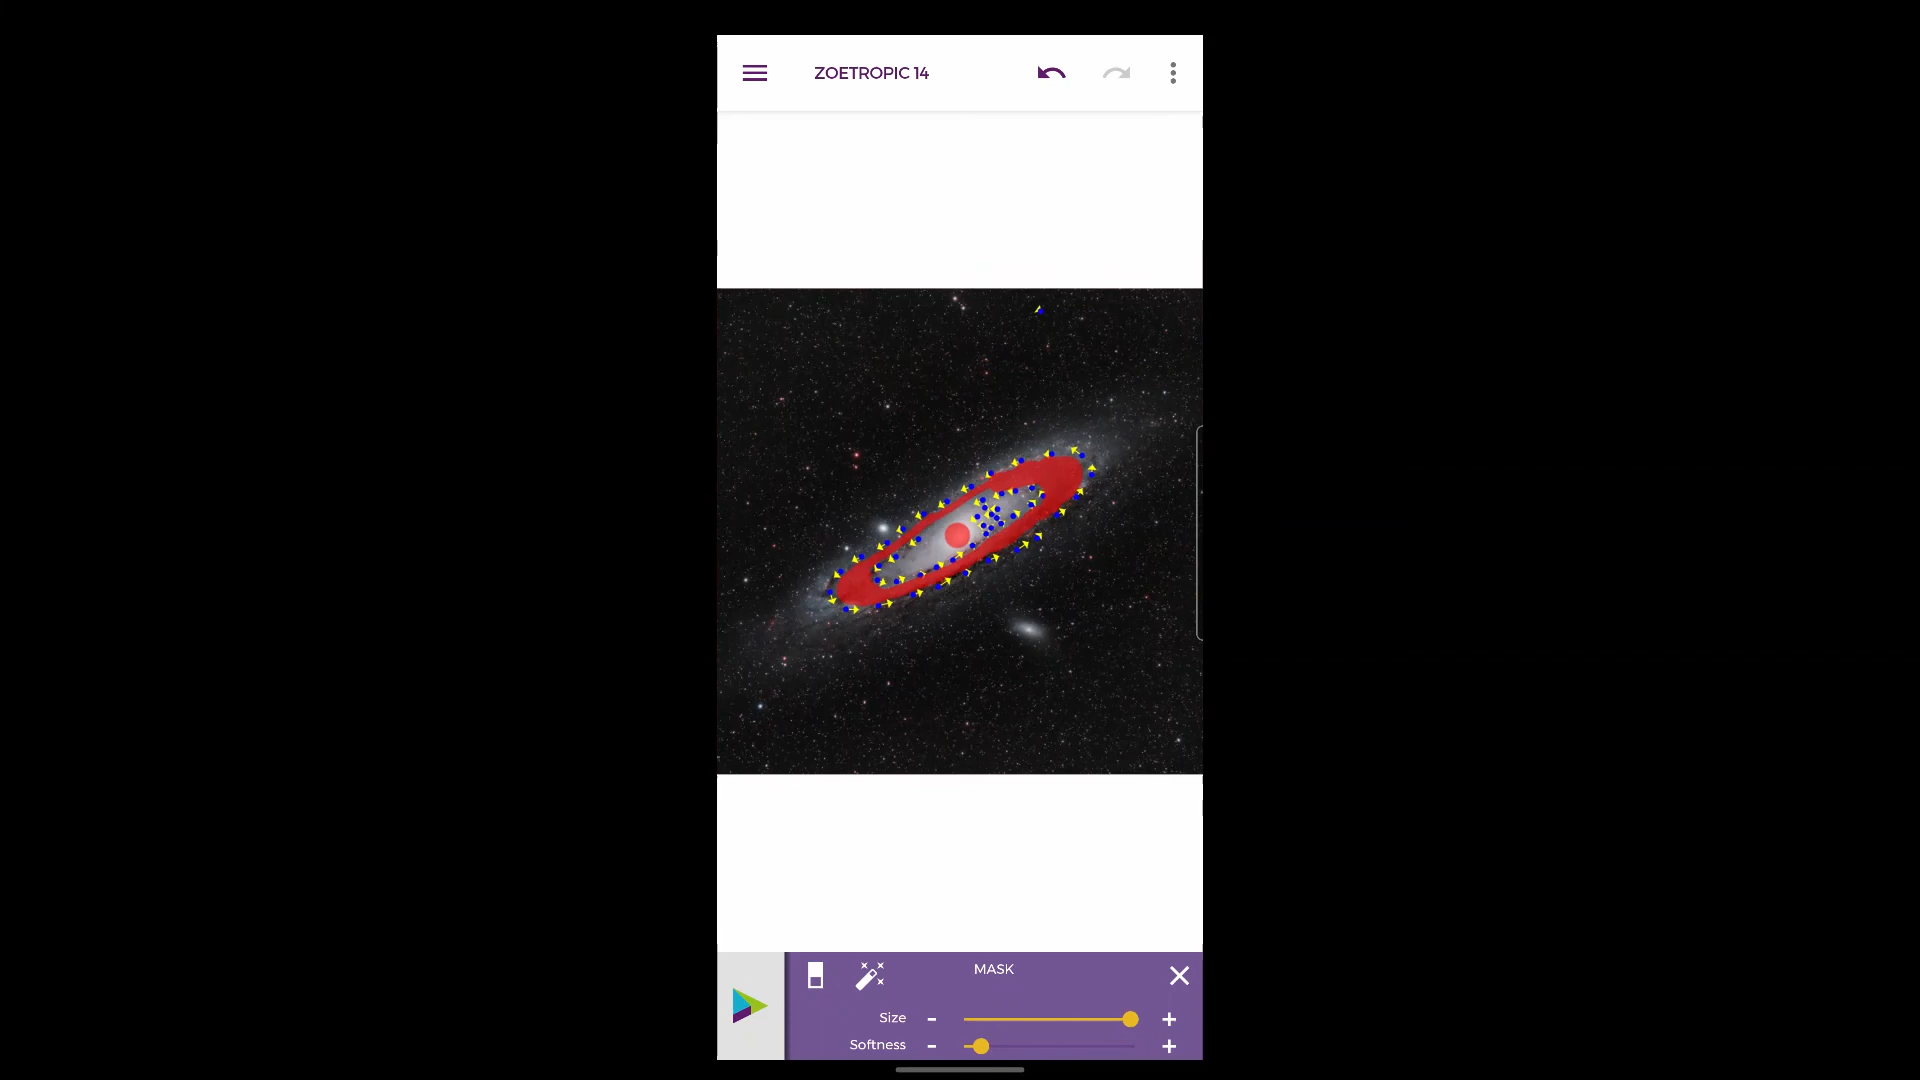 ZOETROPIC 14
MASK
Size - +
Softness - +